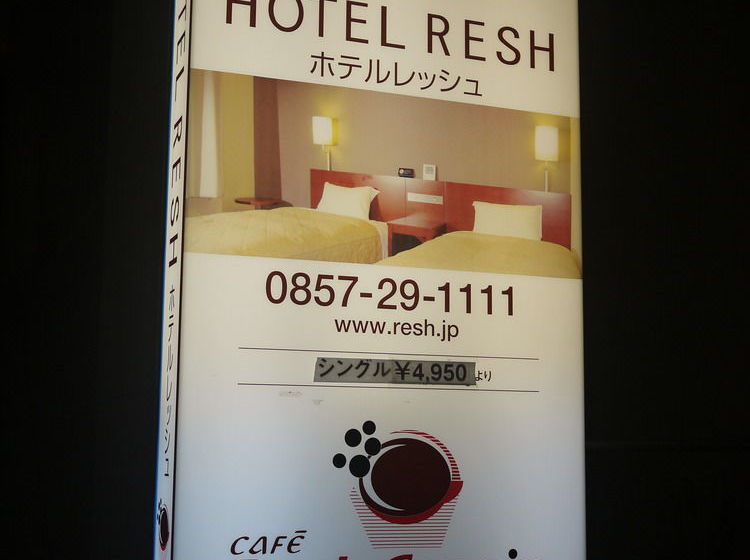 HOTEL RESH
ホテルレッシュ
0857-29-1111
www.resh.jp
シングル¥4,950より
CAFÉ
TEL RESH ホテルレッシュ